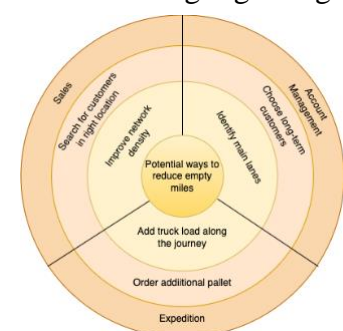 Sales
Search for customers
in right location
Improve network
density
Account
Management
Choose long-term
customers
Identify main lanes
Potential ways to
reduce empty
miles
Add truck load along
the journey
Order addiitional pallet
Expedition